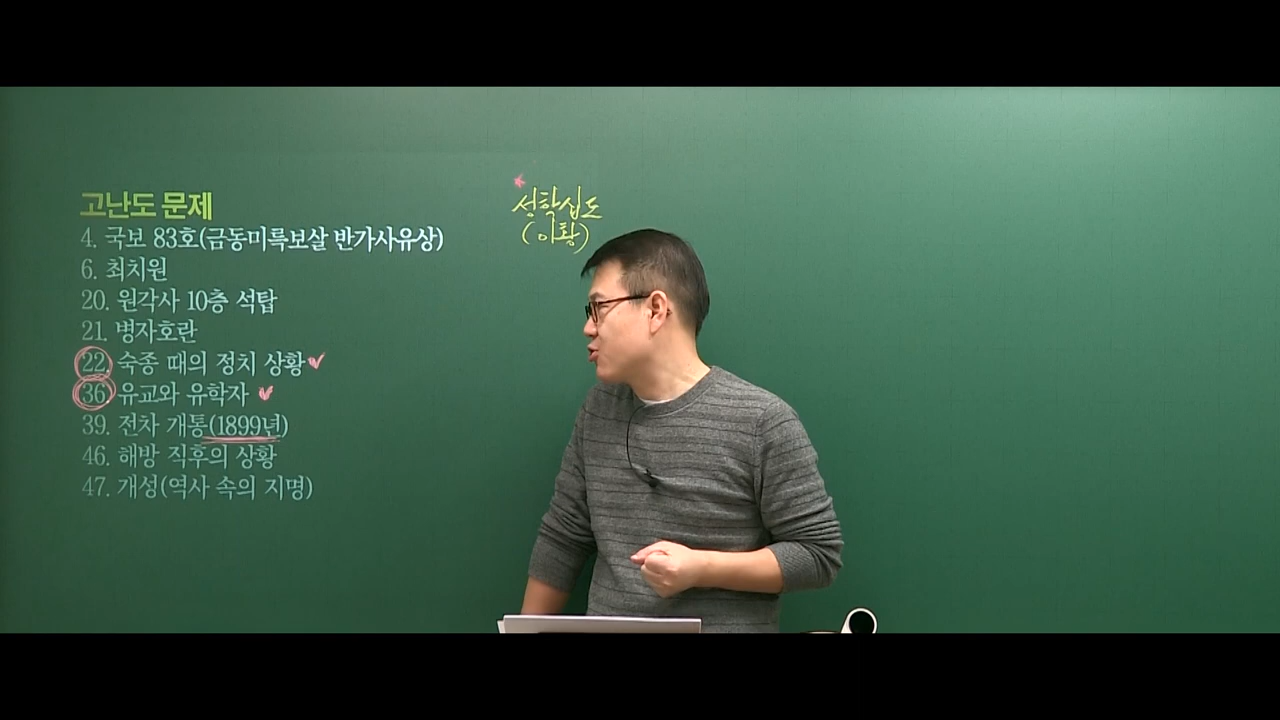 고난도 문제
4. 국보 83호(금동미륵보살 반가사유상)
6. 최치원
20. 원각사 10층 석탑
21. 병자호란
22. 숙종 때의 정치 상황
36. 유교와 유학자
39. 전차 개통(1899년)
46. 해방 직후의 상황
47. 개성(역사 속의 지명)
성학십도
(이황)